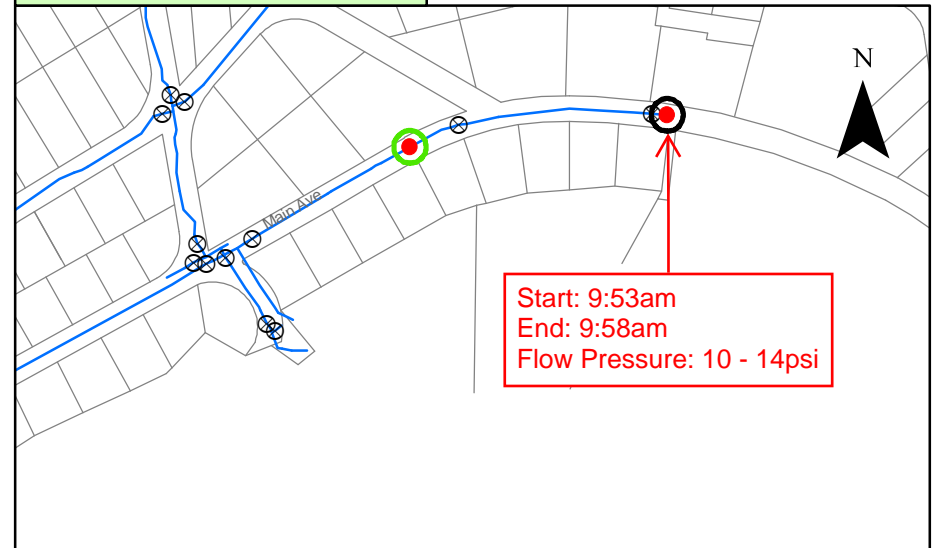 N
Main Ave
Start: 9:53am
End: 9:58am
Flow Pressure: 10 - 14psi